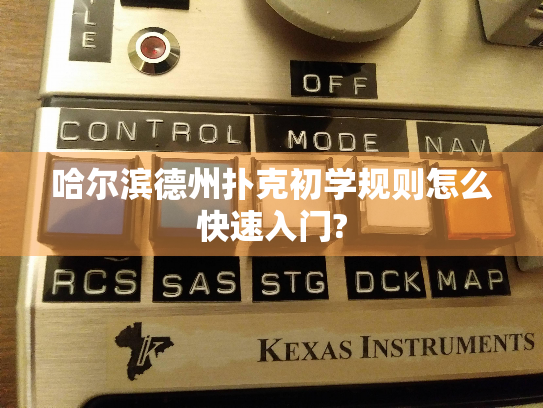 YLE
OFF
CONTROL MODE NAV
哈尔滨德州扑克初学规则怎么
快速入门?
RCS SAS STG DCK MAP
KEXAS INSTRUMENTS